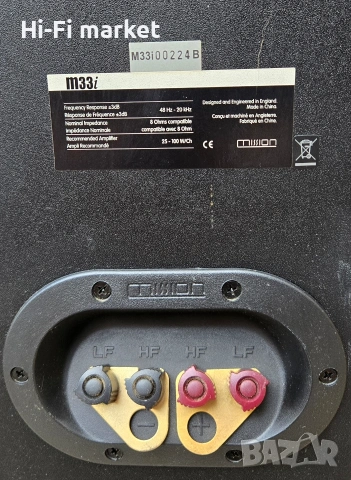 Hi-Fi market
M33i00224B
m33i
Frequency Response ±3dB 48 Hz - 20 kHz Designed and Engineered in England.
Réponse de Fréquence ±3dB Made in China.
Nominal Impedance 8 Ohms compatible Conçu et machiné en Angleterre.
Impédance Nominale compatible avec 8 Ohm Fabriqué en Chine.
Recommended Amplifier 25 - 100 W/Ch
Ampli Recommandé
CE mission
mission
LF HF HF LF
− +
BAZAR